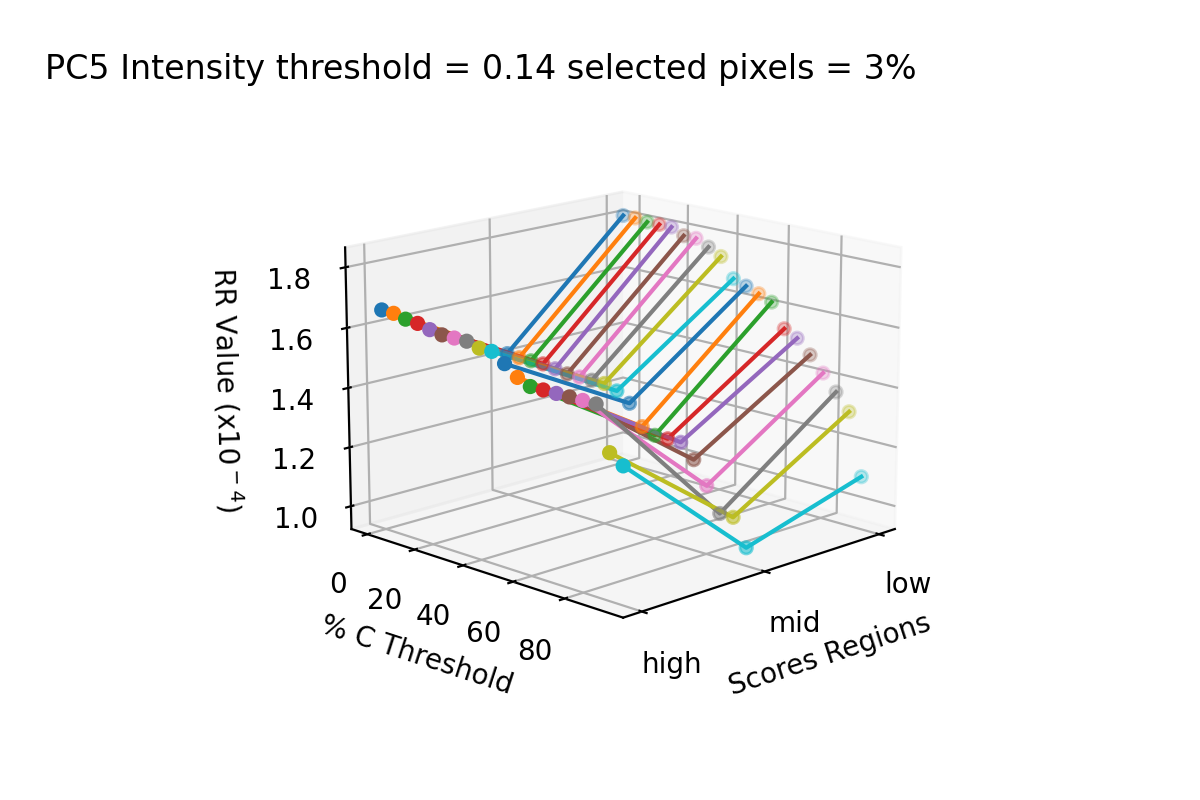 PC5 Intensity threshold = 0.14 selected pixels = 3%
RR Value (x10⁻⁴)
1.8
1.6
1.4
1.2
1.0
0
20
40
60
80
% C Threshold
high
mid
low
Scores Regions